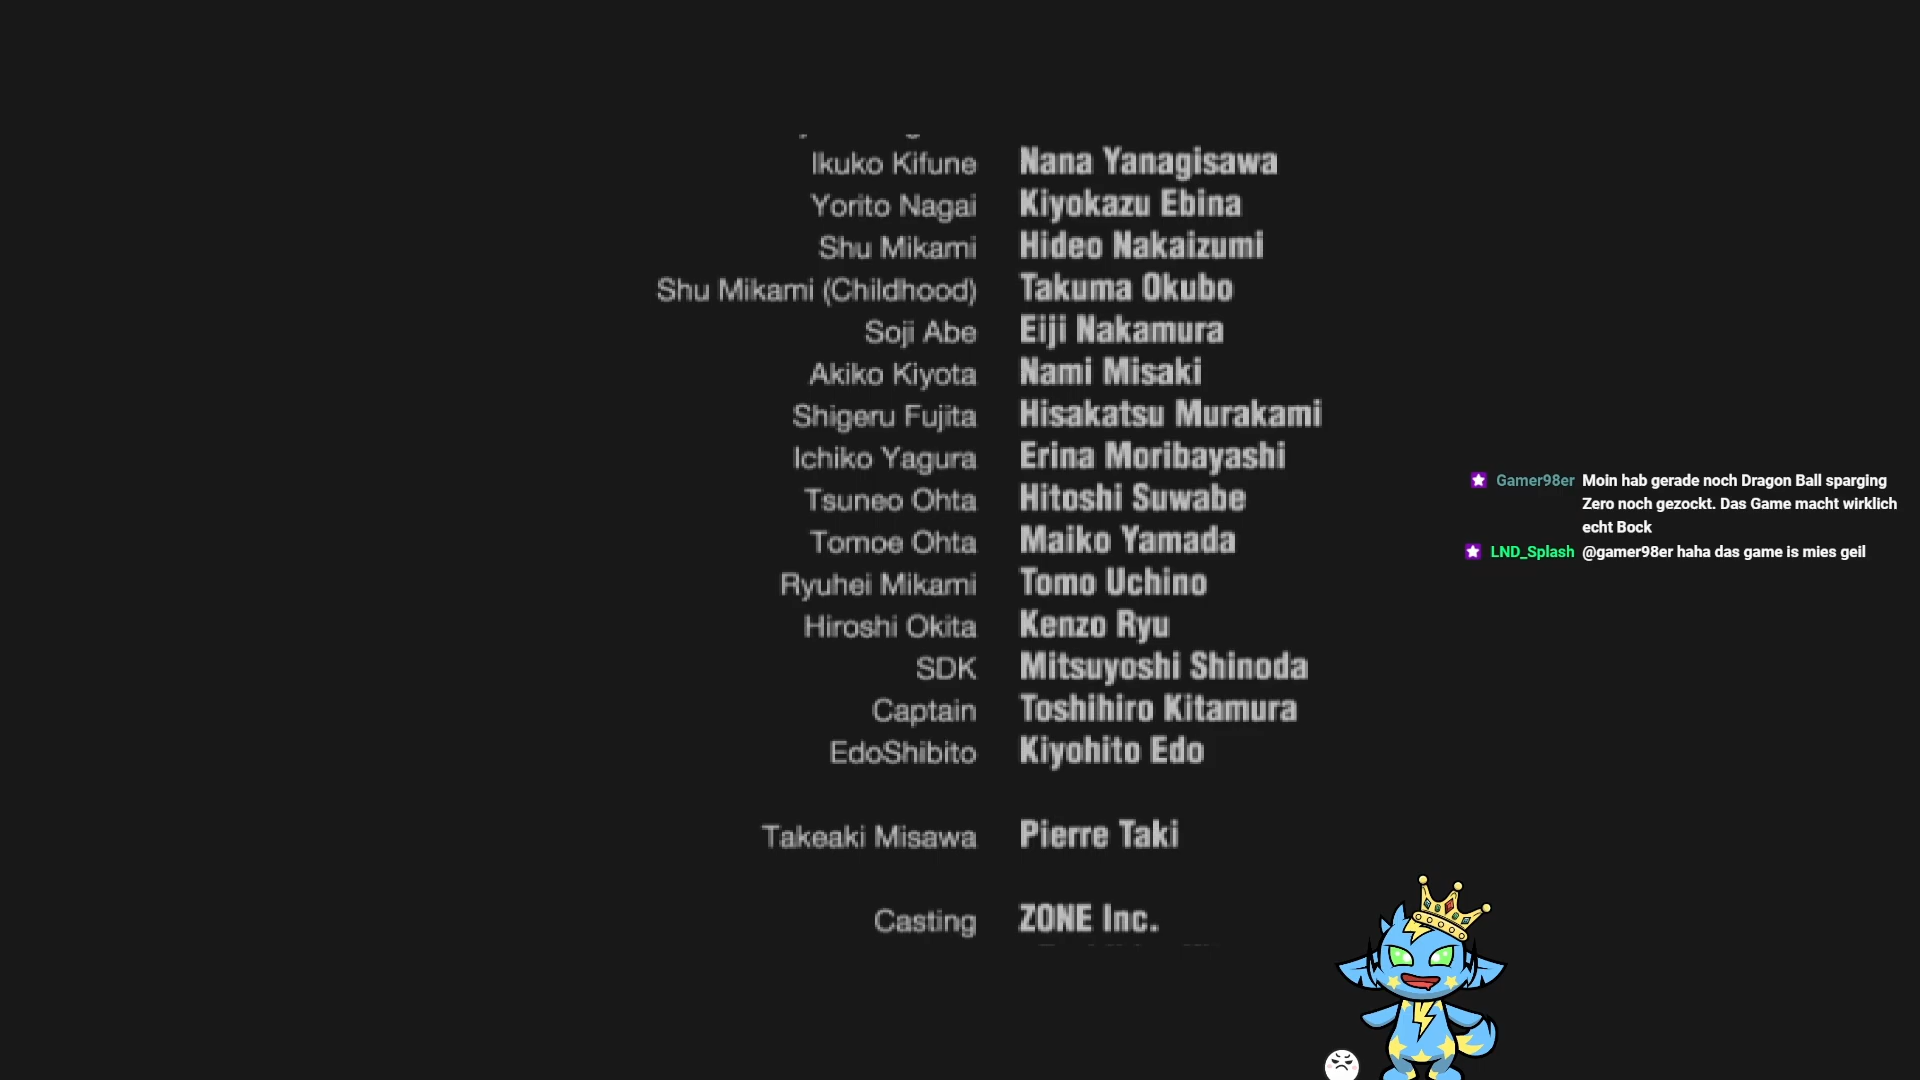 Ikuko Kifune Nana Yanagisawa
Yorito Nagai Kiyokazu Ebina
Shu Mikami Hideo Nakaizumi
Shu Mikami (Childhood) Takuma Okubo
Soji Abe Eiji Nakamura
Akiko Kiyota Nami Misaki
Shigeru Fujita Hisakatsu Murakami
Ichiko Yagura Erina Moribayashi
Tsuneo Ohta Hitoshi Suwabe
Tomoe Ohta Maiko Yamada
Ryuhei Mikami Tomo Uchino
Hiroshi Okita Kenzo Ryu
SDK Mitsuyoshi Shinoda
Captain Toshihiro Kitamura
EdoShibito Kiyohito Edo
Takeaki Misawa Pierre Taki
Casting ZONE Inc.
Gamer98er Moin hab gerade noch Dragon Ball sparging
Zero noch gezockt. Das Game macht wirklich
echt Bock
LND_Splash @gamer98er haha das game is mies geil